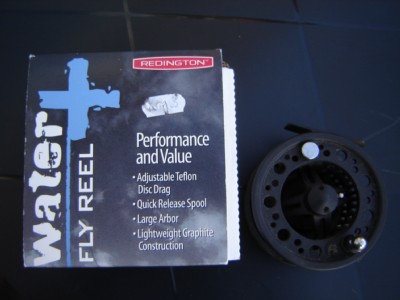 REDINGTON
water
FLY REEL
Performance
and Value
• Adjustable Teflon
Disc Drag
• Quick Release Spool
• Large Arbor
• Lightweight Graphite
Construction